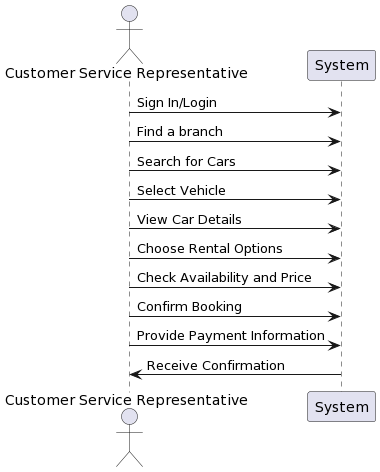 Customer Service Representative
System
Sign In/Login
Find a branch
Search for Cars
Select Vehicle
View Car Details
Choose Rental Options
Check Availability and Price
Confirm Booking
Provide Payment Information
Receive Confirmation
Customer Service Representative
System